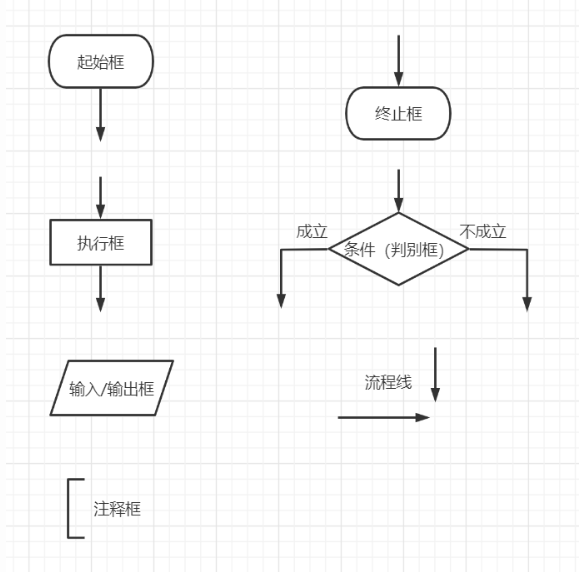 起始框
终止框
执行框
成立
不成立
条件（判别框）
输入/输出框
流程线
注释框